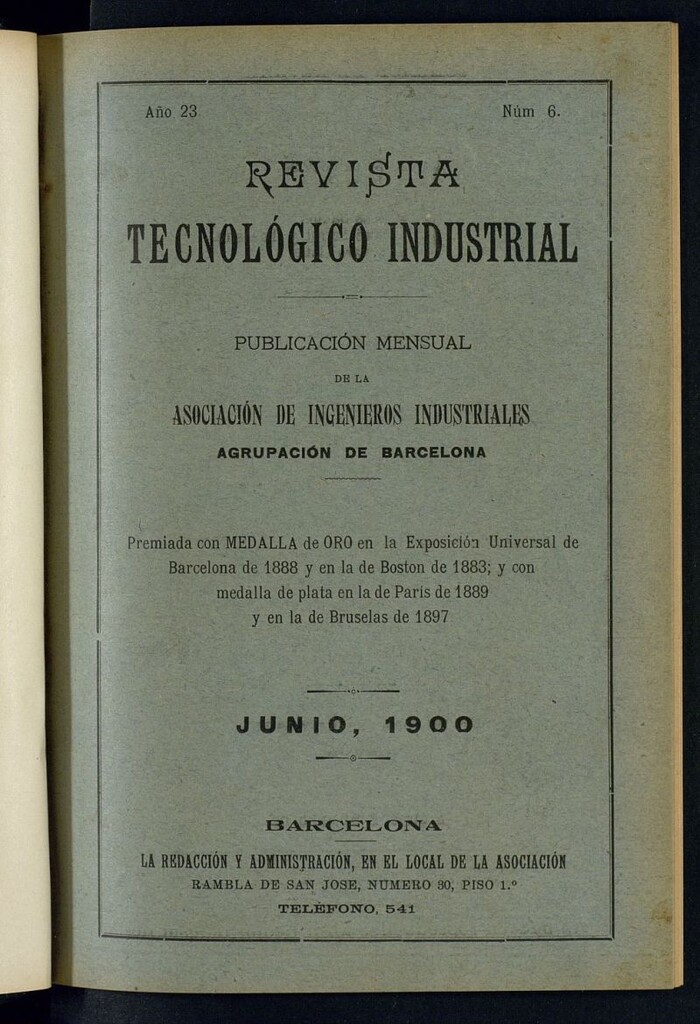 Año 23
Núm 6.
REVISTA
TECNOLÓGICO INDUSTRIAL
PUBLICACIÓN MENSUAL
DE LA
ASOCIACIÓN DE INGENIEROS INDUSTRIALES
AGRUPACIÓN DE BARCELONA
Premiada con MEDALLA de ORO en la Exposición Universal de
Barcelona de 1888 y en la de Boston de 1883; y con
medalla de plata en la de París de 1889
y en la de Bruselas de 1897
JUNIO, 1900
BARCELONA
LA REDACCIÓN Y ADMINISTRACIÓN, EN EL LOCAL DE LA ASOCIACIÓN
RAMBLA DE SAN JOSE, NUMERO 30, PISO 1.º
TELÉFONO, 541